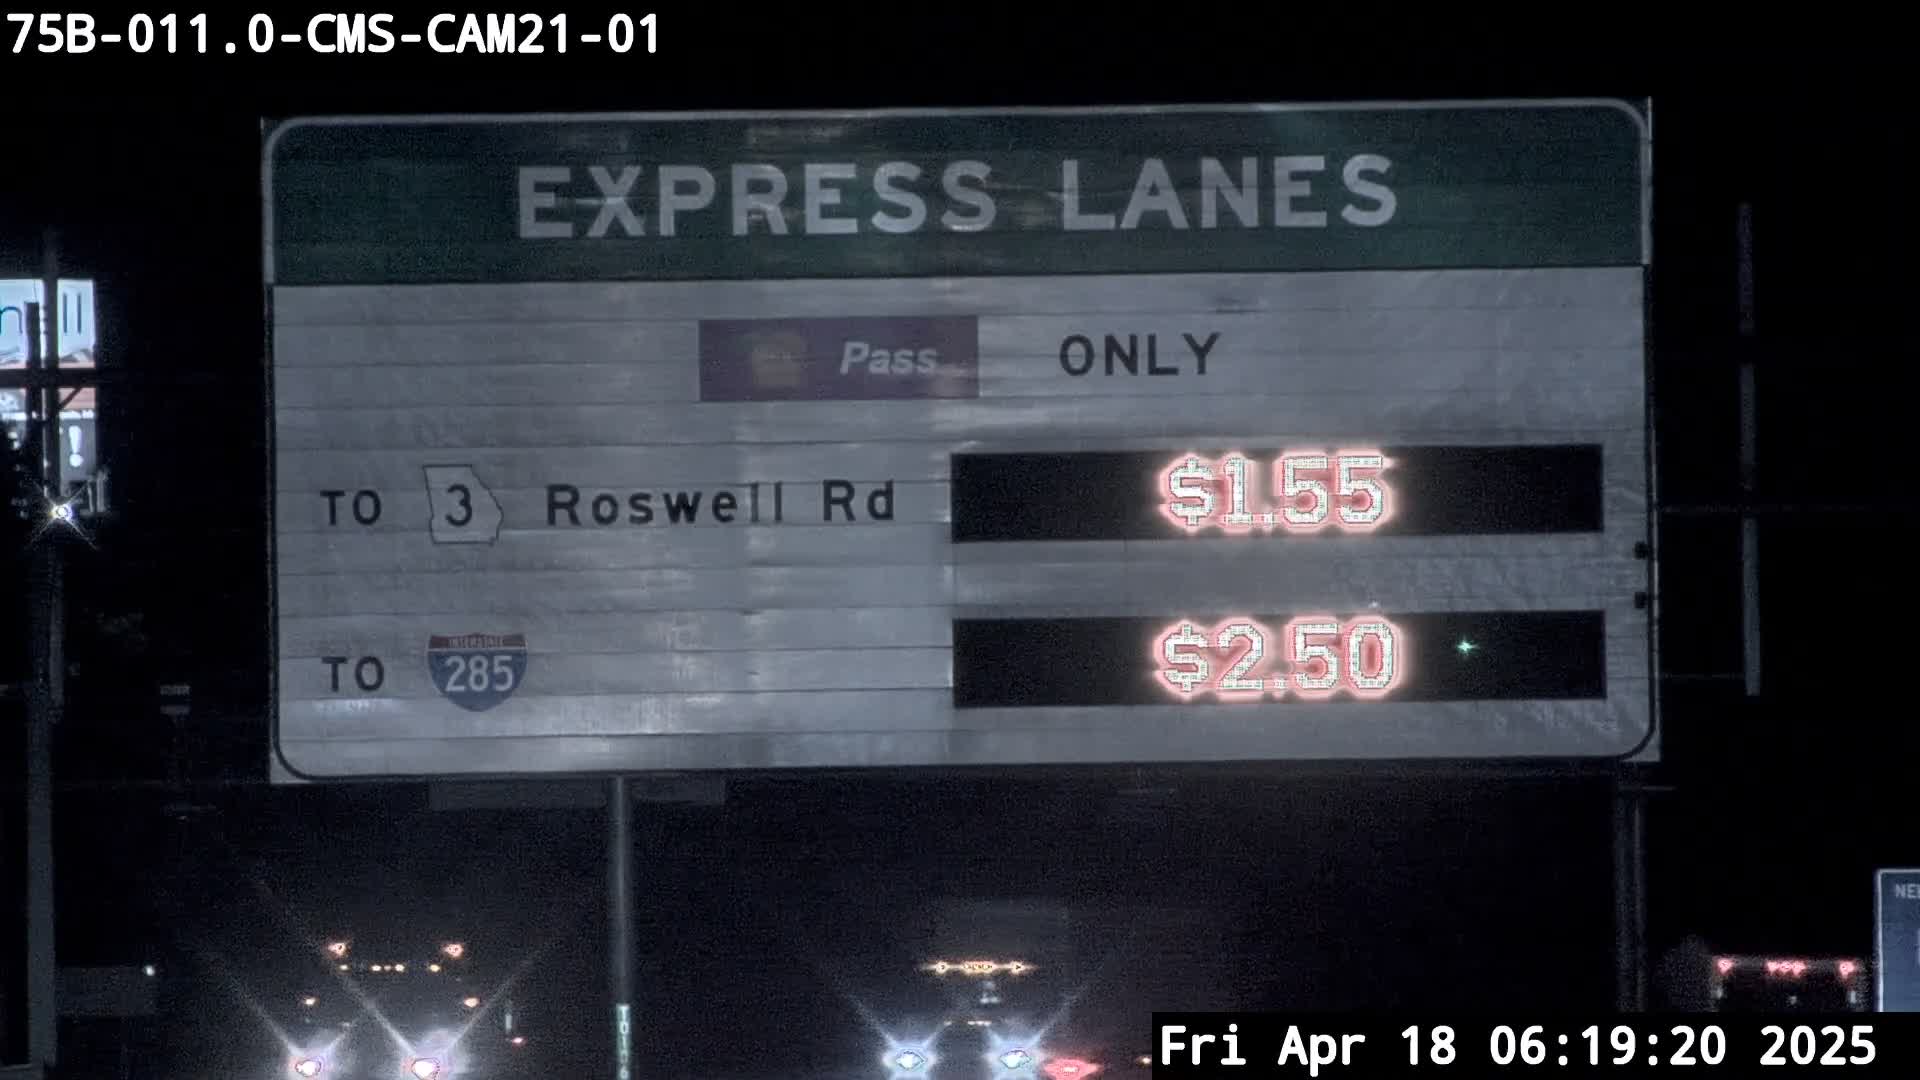 75B-011.0-CMS-CAM21-01
EXPRESS LANES
Pass ONLY
TO 3 Roswell Rd $1.55
TO INTERSTATE 285 $2.50
Fri Apr 18 06:19:20 2025